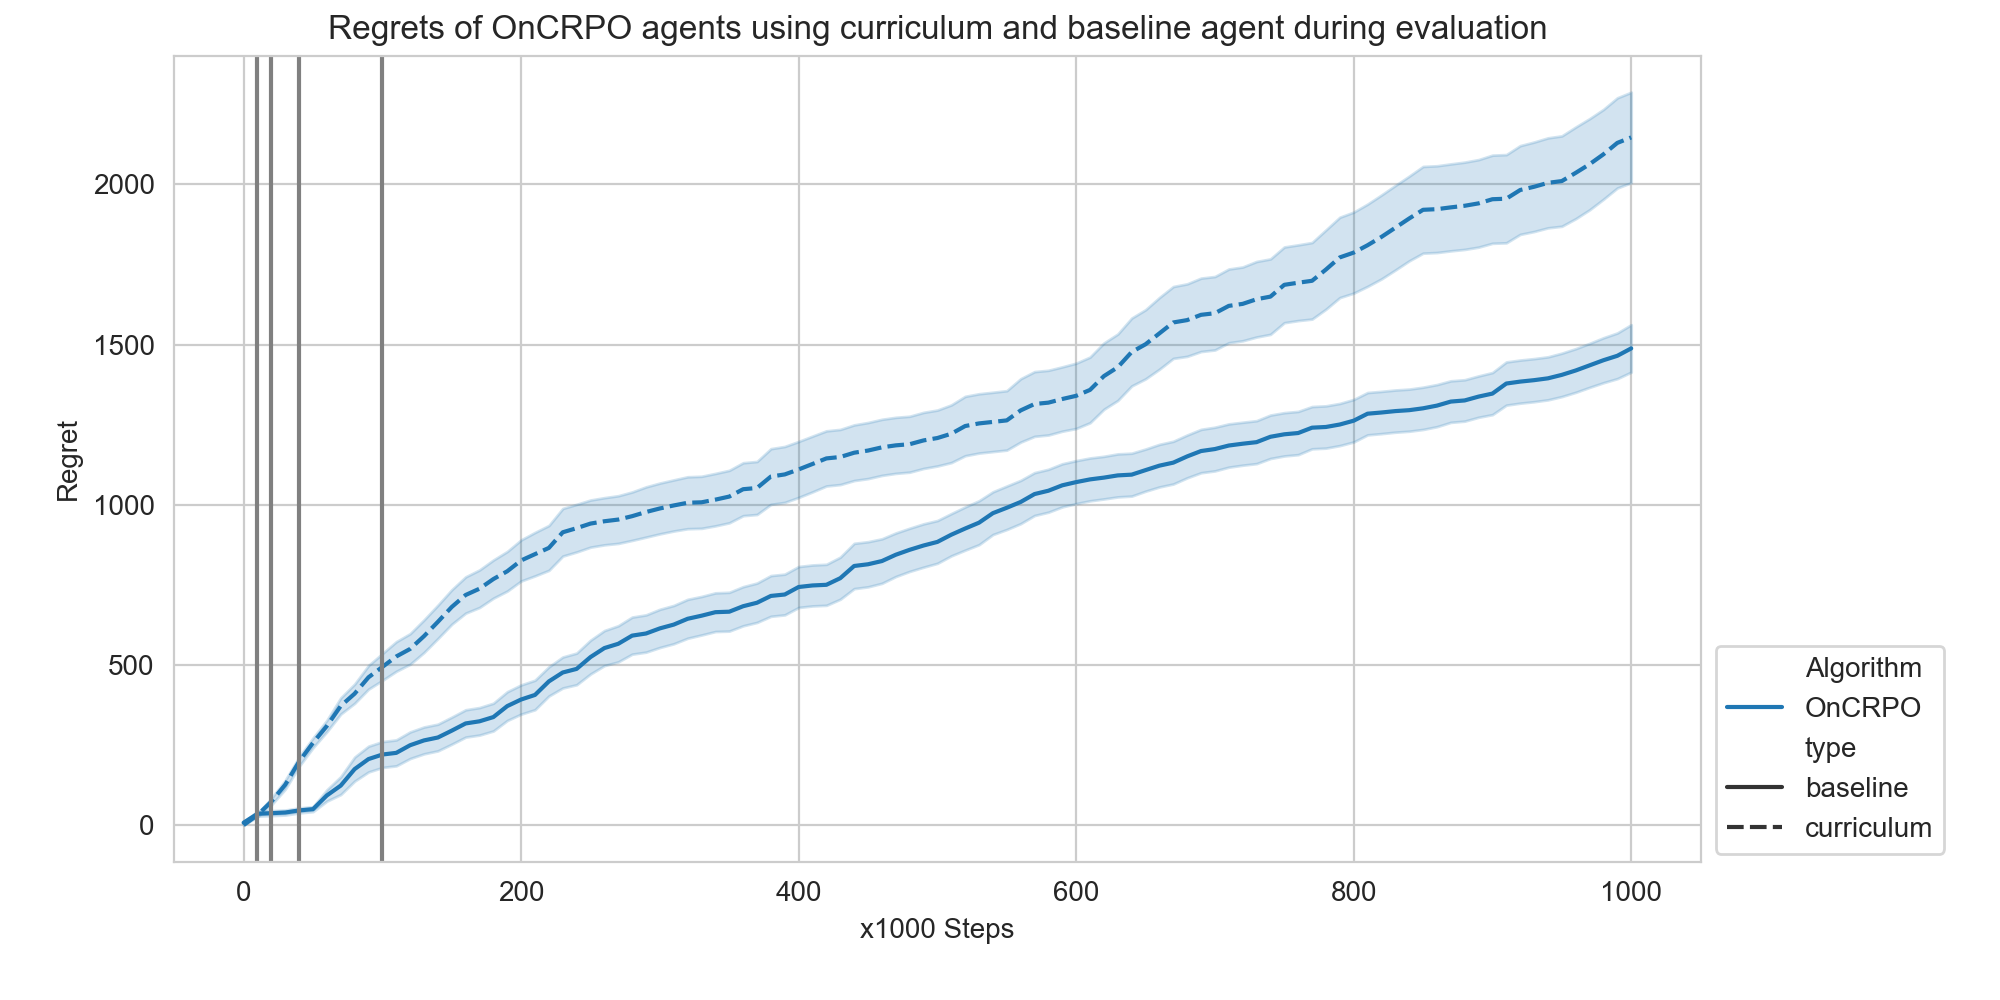 Regrets of OnCRPO agents using curriculum and baseline agent during evaluation
2000
1500
1000
500
0
Regret
0 200 400 600 800 1000
x1000 Steps
Algorithm
OnCRPO
type
baseline
curriculum